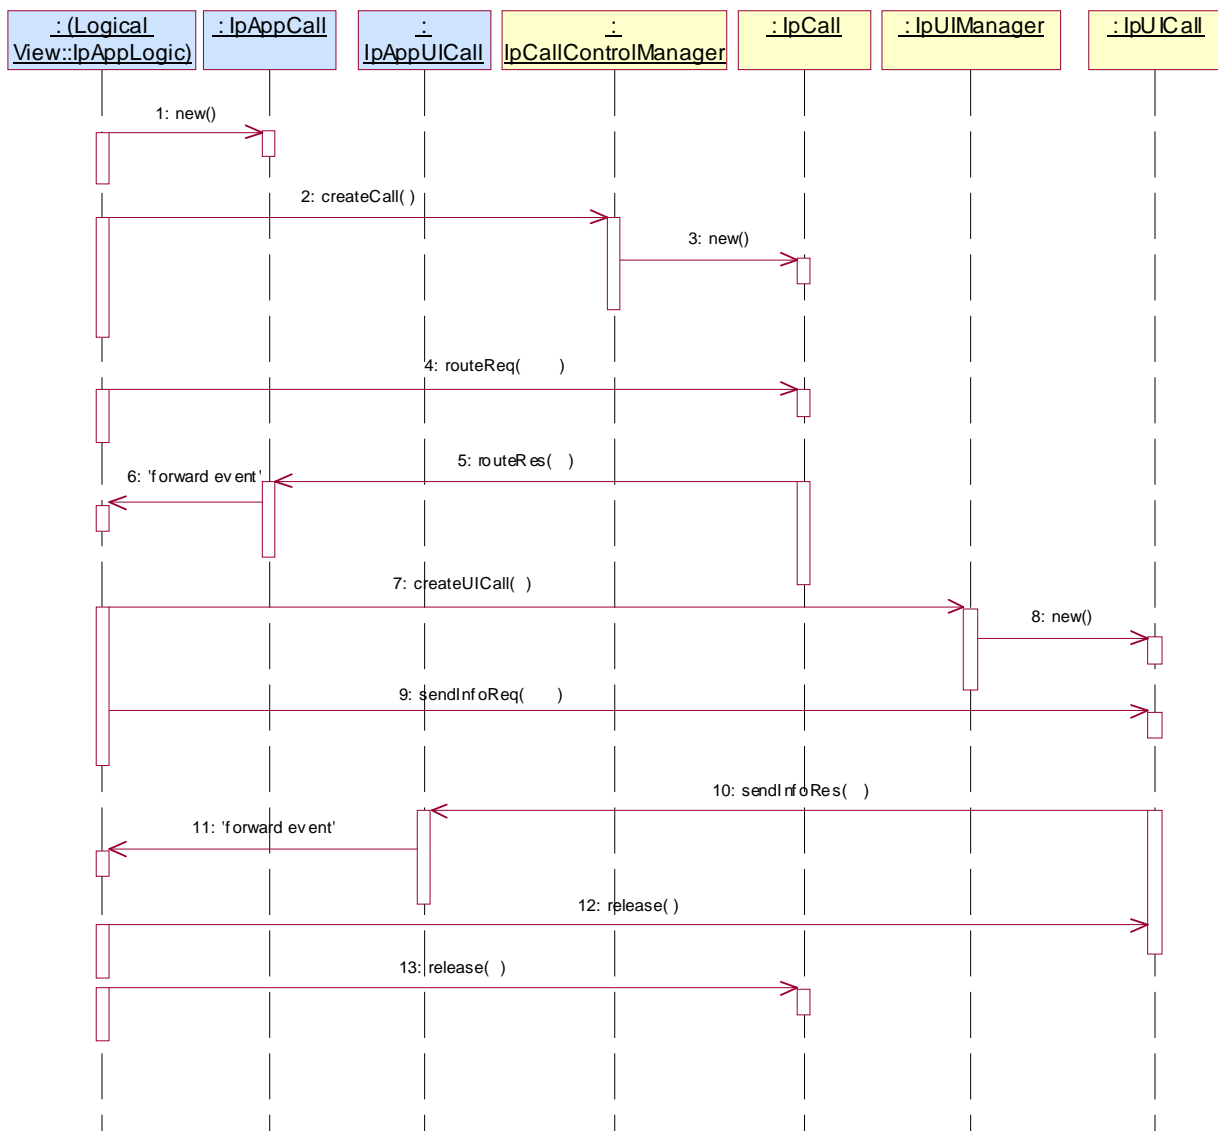 : (Logical
View::IpAppLogic)
: IpAppCall
:
IpAppUICall
:
IpCallControlManager
: IpCall
: IpUIManager
: IpUICall
1: new()
2: createCall( )
3: new()
4: routeReq( )
5: routeRes( )
6: 'forward event'
7: createUICall( )
8: new()
9: sendInfoReq( )
10: sendInfoRes( )
11: 'forward event'
12: release( )
13: release( )